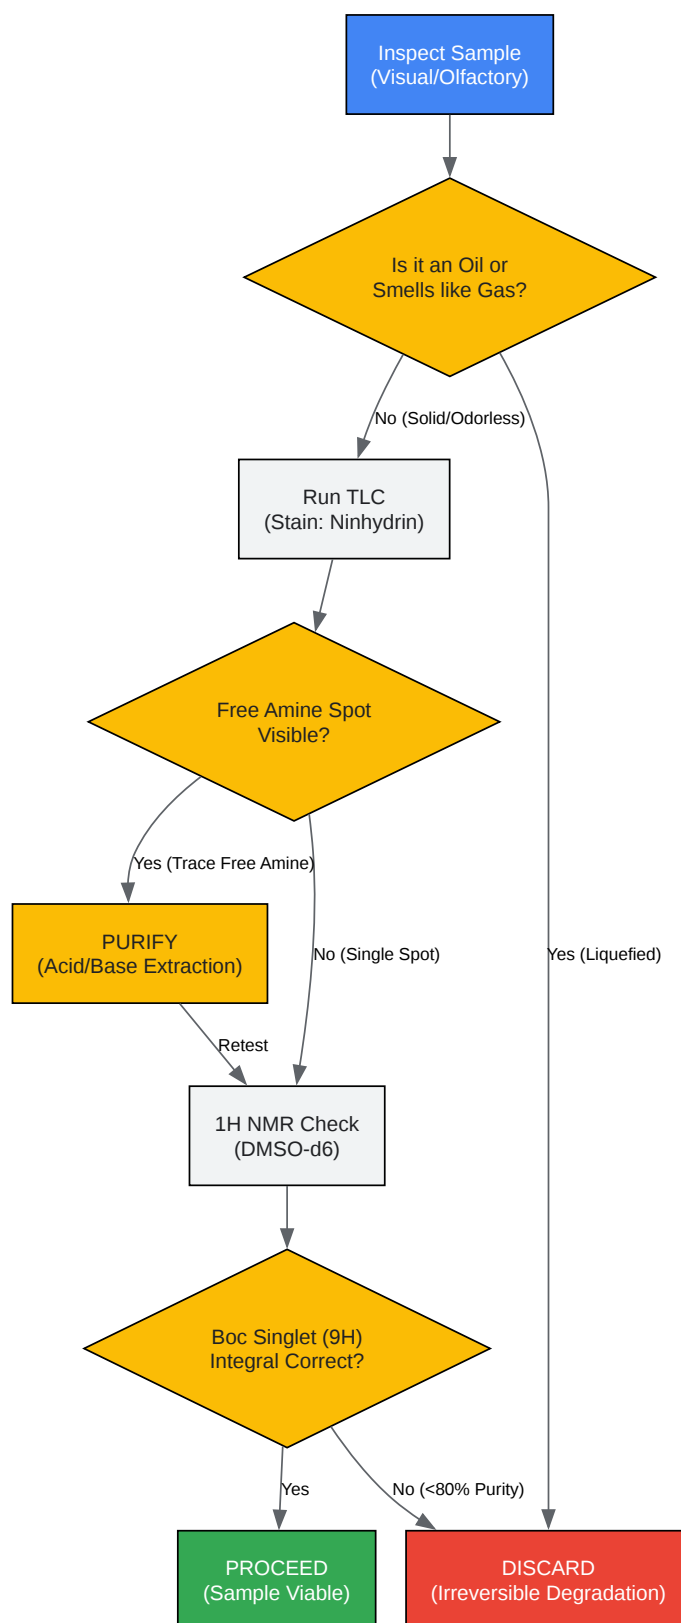 Inspect Sample
(Visual/Olfactory)
Is it an Oil or
Smells like Gas?
No (Solid/Odorless)
Run TLC
(Stain: Ninhydrin)
Free Amine Spot
Visible?
Yes (Trace Free Amine)
PURIFY
(Acid/Base Extraction)
No (Single Spot)
Yes (Liquefied)
Retest
1H NMR Check
(DMSO-d6)
Boc Singlet (9H)
Integral Correct?
Yes
No (<80% Purity)
PROCEED
(Sample Viable)
DISCARD
(Irreversible Degradation)